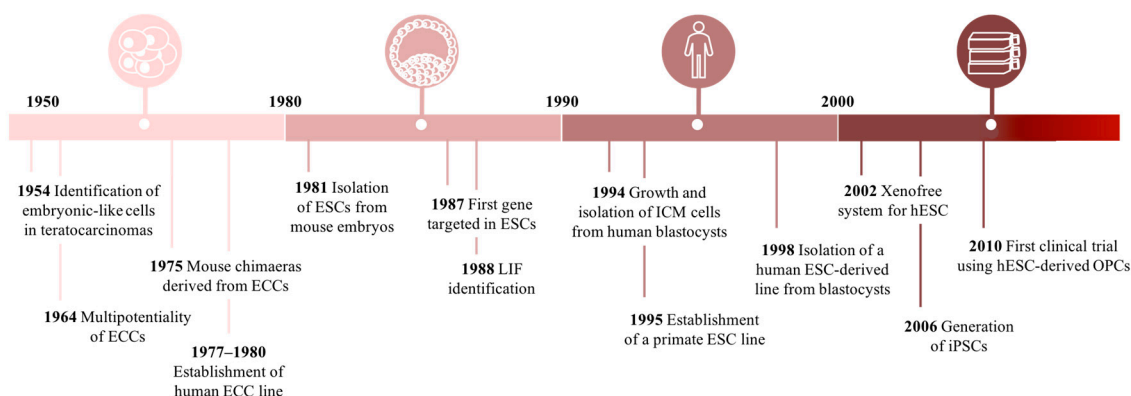 1950
1980
1990
2000
1954 Identification of
embryonic-like cells
in teratocarcinomas
1964 Multipotentiality
of ECCs
1975 Mouse chimaeras
derived from ECCs
1977–1980
Establishment of
human ECC line
1981 Isolation
of ESCs from
mouse embryos
1987 First gene
targeted in ESCs
1988 LIF
identification
1994 Growth and
isolation of ICM cells
from human blastocysts
1995 Establishment
of a primate ESC line
1998 Isolation of a
human ESC-derived
line from blastocysts
2002 Xenofree
system for hESC
2006 Generation
of iPSCs
2010 First clinical trial
using hESC-derived OPCs